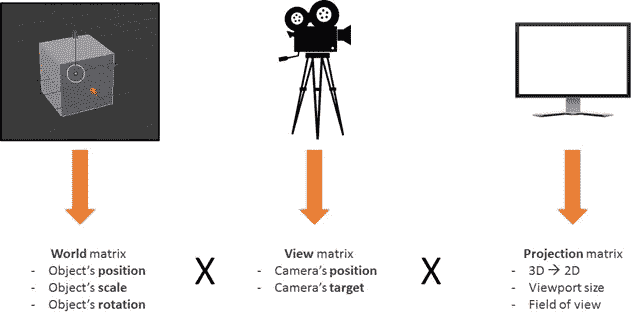 World matrix
- Object's position
- Object's scale
- Object's rotation
X
View matrix
- Camera's position
- Camera's target
X
Projection matrix
- 3D → 2D
- Viewport size
- Field of view